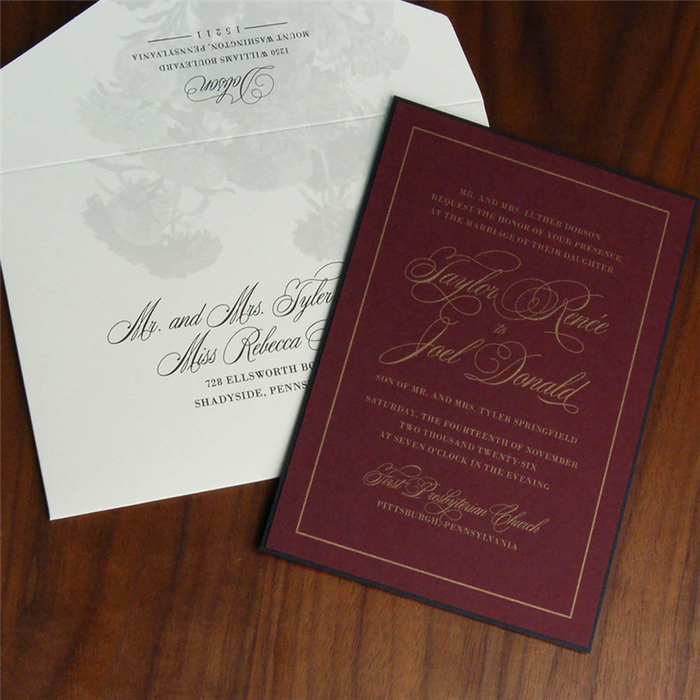 Dobson
1250 WILLIAMS BOULEVARD
MOUNT WASHINGTON, PENNSYLVANIA
15211
Mr. and Mrs. Tyler
Miss Rebecca
728 ELLSWORTH BO
SHADYSIDE, PENNS
MR. AND MRS. LUTHER DOBSON
REQUEST THE HONOR OF YOUR PRESENCE
AT THE MARRIAGE OF THEIR DAUGHTER
Taylor Renée
to
Joel Donald
SON OF MR. AND MRS. TYLER SPRINGFIELD
SATURDAY, THE FOURTEENTH OF NOVEMBER
TWO THOUSAND TWENTY-SIX
AT SEVEN O'CLOCK IN THE EVENING
First Presbyterian Church
PITTSBURGH, PENNSYLVANIA